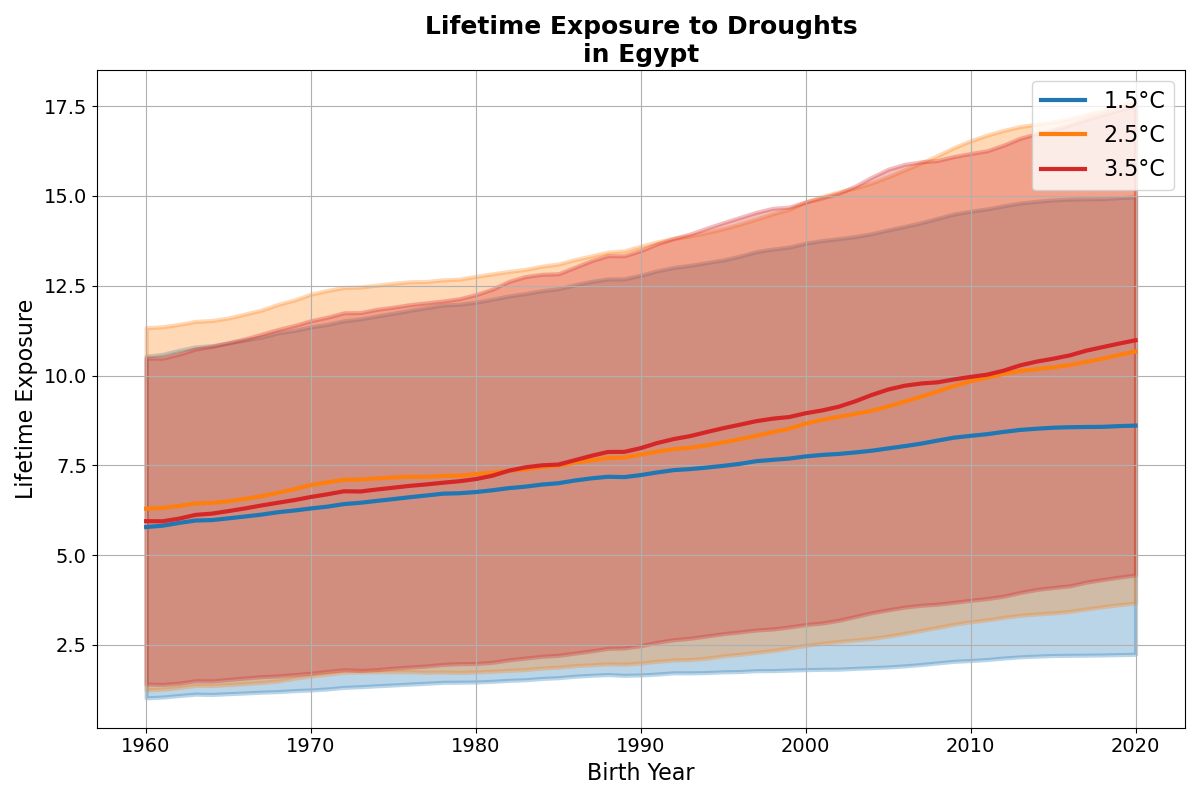 Lifetime Exposure to Droughts
in Egypt
1.5°C
2.5°C
3.5°C
Lifetime Exposure
17.5
15.0
12.5
10.0
7.5
5.0
2.5
1960 1970 1980 1990 2000 2010 2020
Birth Year